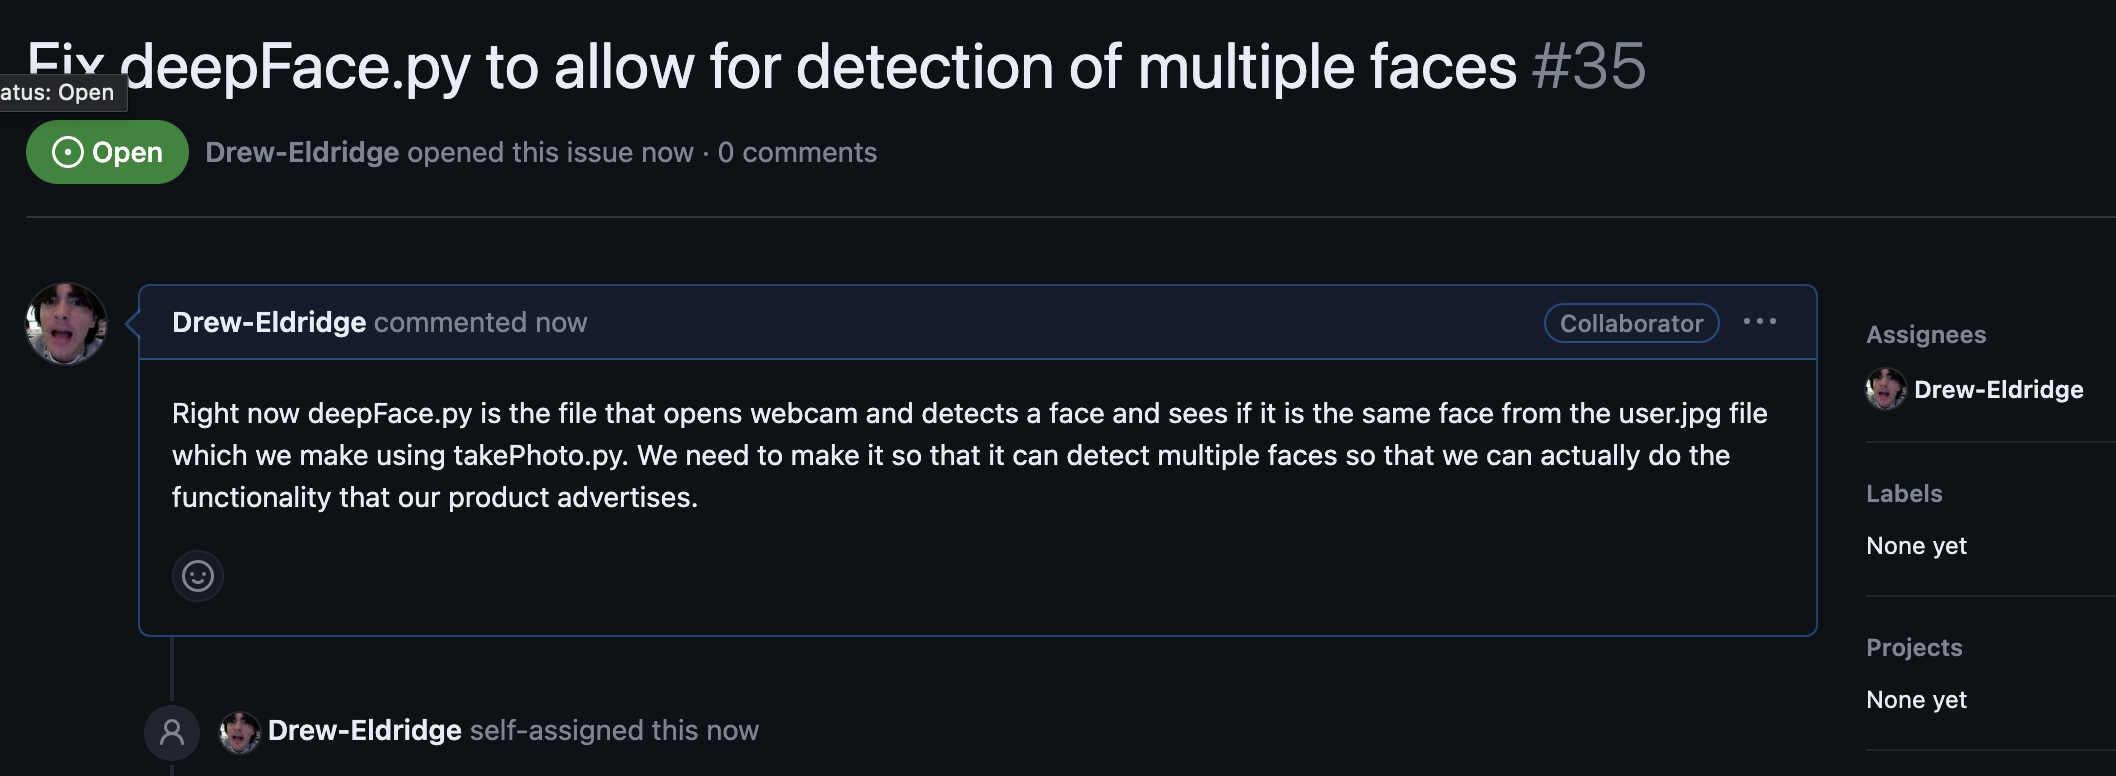 Fix deepFace.py to allow for detection of multiple faces #35
atus: Open
Open
Drew-Eldridge opened this issue now · 0 comments
Drew-Eldridge commented now
Collaborator
Right now deepFace.py is the file that opens webcam and detects a face and sees if it is the same face from the user.jpg file
which we make using takePhoto.py. We need to make it so that it can detect multiple faces so that we can actually do the
functionality that our product advertises.
Drew-Eldridge self-assigned this now
Assignees
Drew-Eldridge
Labels
None yet
Projects
None yet